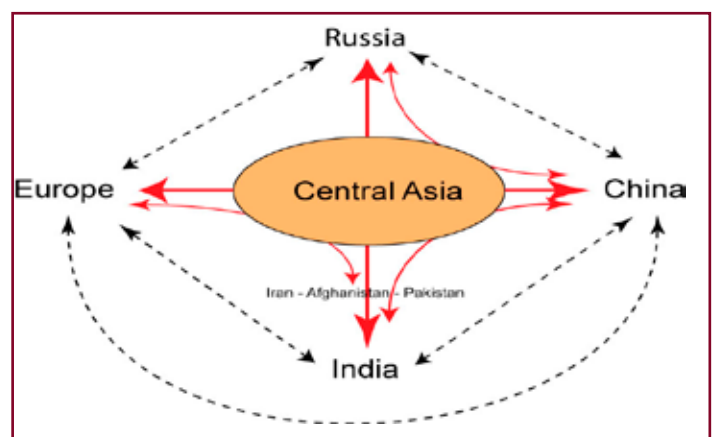 Russia
Europe
Central Asia
China
Iran - Afghanistan - Pakistan
India